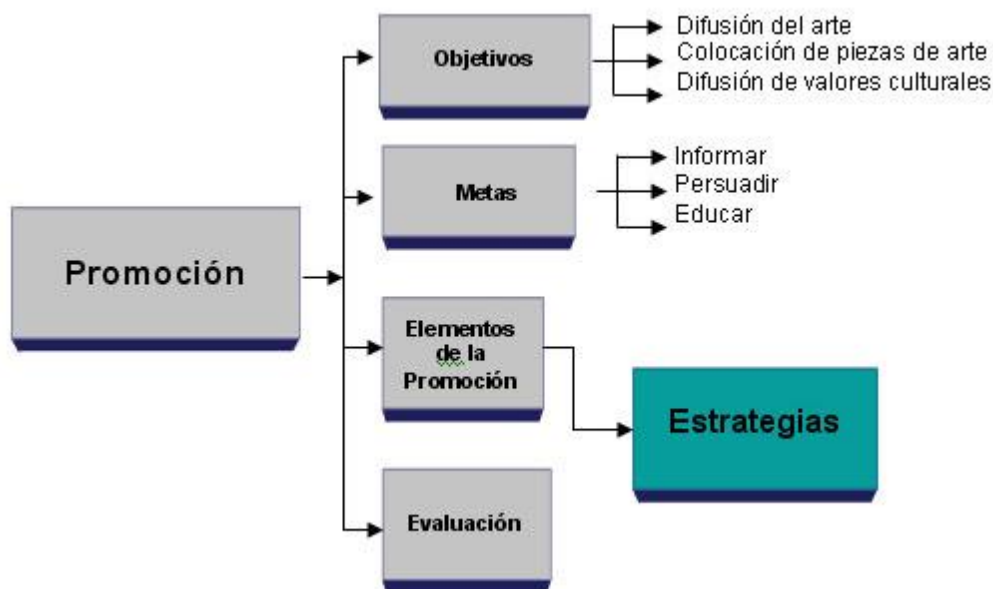 Promoción
Objetivos
Difusión del arte
Colocación de piezas de arte
Difusión de valores culturales
Metas
Informar
Persuadir
Educar
Elementos
de la
Promoción
Estrategias
Evaluación